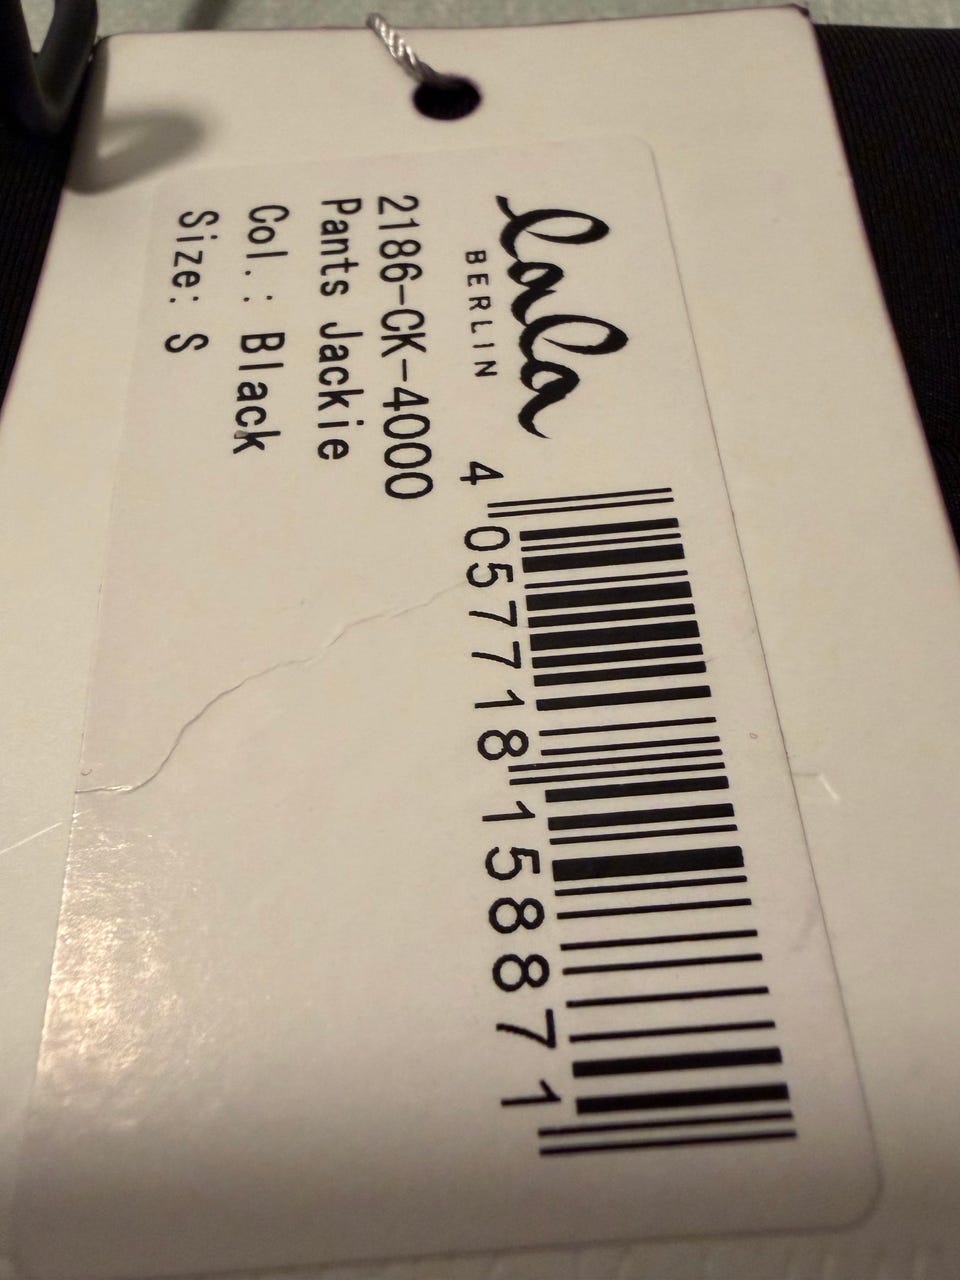 lala
BERLIN
2186-CK-4000
Pants Jackie
Col.: Black
Size: S
4 057718 158871